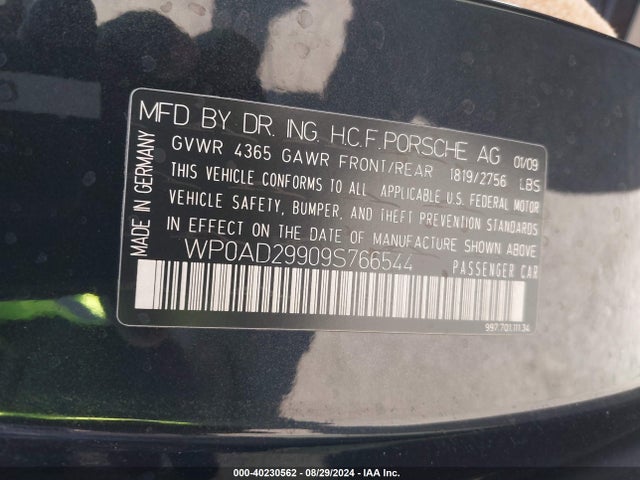 MFD BY DR. ING. H.C.F. PORSCHE AG 01/09
GVWR 4365 GAWR FRONT/REAR 1819/2756 LBS
THIS VEHICLE CONFORMS TO ALL APPLICABLE U.S. FEDERAL MOTOR
VEHICLE SAFETY, BUMPER, AND THEFT PREVENTION STANDARDS
IN EFFECT ON THE DATE OF MANUFACTURE SHOWN ABOVE
WP0AD29909S766544 PASSENGER CAR
MADE IN GERMANY
997.701.111.34
000-40230562 - 08/29/2024 - IAA Inc.